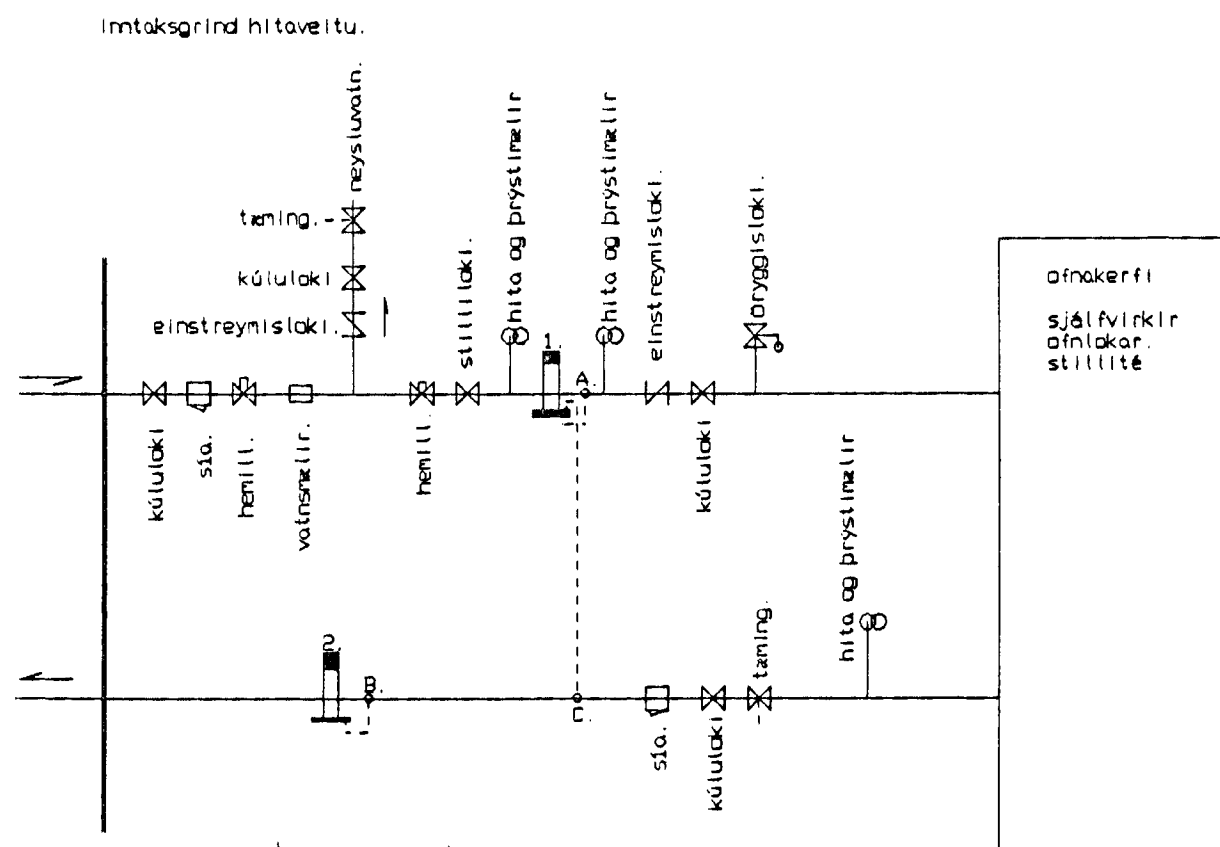 Inntaksgrind hitaveitu.
neysluvatn.
tæming.
kúluloki
einstreymisloki.
stilliloki.
hita og þrýstimælir
1.
A.
hita og þrýstimælir
einstreymisloki.
öryggisloki.
ofnakerfi
sjálfvirkir
ofnlokar.
stillité
kúluloki
sía.
hemill.
vatnsmælir.
hemill.
kúluloki
hita og þrýstimælir
tæming.
2.
B.
C.
sía.
kúluloki